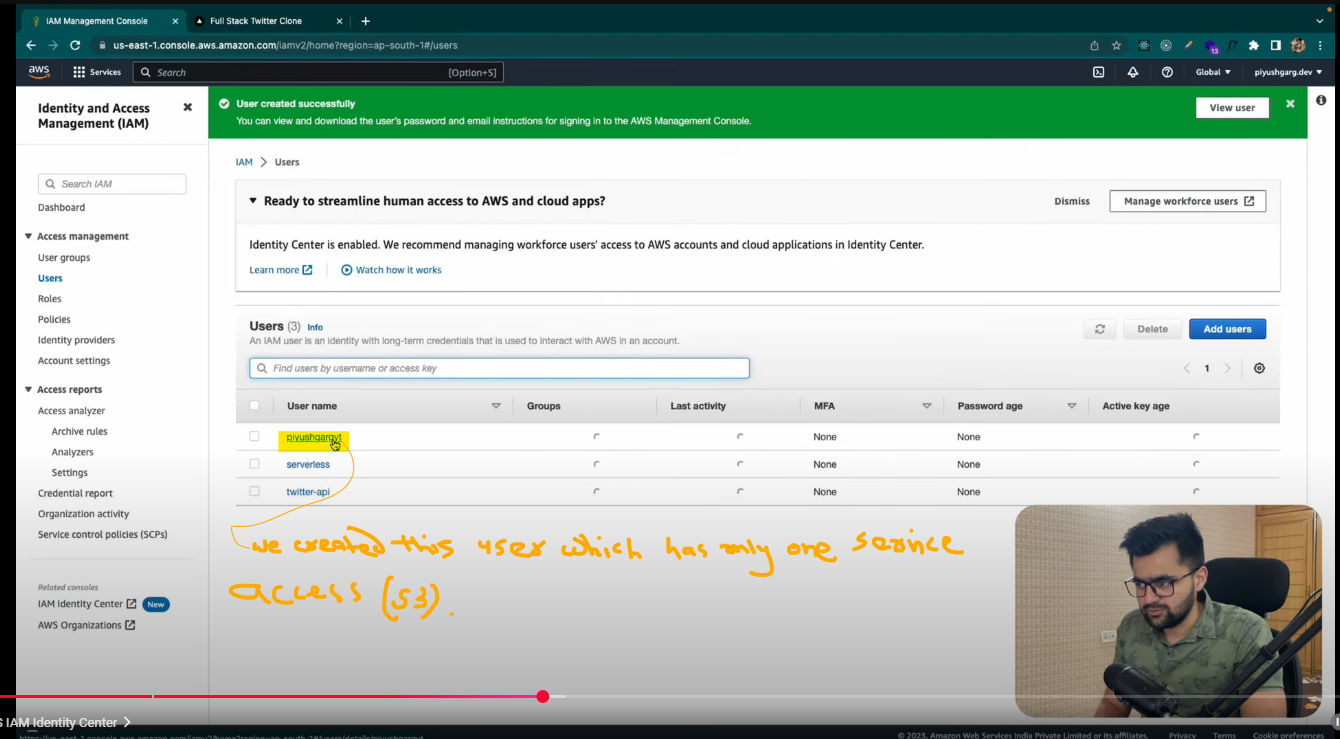 IAM Management Console
Full Stack Twitter Clone
us-east-1.console.aws.amazon.com/iamv2/home?region=ap-south-1#/users
13
aws
Services
Search
[Option+S]
Global
piyushgarg.dev
Identity and Access
Management (IAM)
Search IAM
Dashboard
Access management
User groups
Users
Roles
Policies
Identity providers
Account settings
Access reports
Access analyzer
Archive rules
Analyzers
Settings
Credential report
Organization activity
Service control policies (SCPs)
Related consoles
IAM Identity Center New
AWS Organizations
User created successfully
You can view and download the user's password and email instructions for signing in to the AWS Management Console.
View user
IAM > Users
Ready to streamline human access to AWS and cloud apps?
Dismiss
Manage workforce users
Identity Center is enabled. We recommend managing workforce users' access to AWS accounts and cloud applications in Identity Center.
Learn more
Watch how it works
Users (3) Info
An IAM user is an identity with long-term credentials that is used to interact with AWS in an account.
Delete
Add users
Find users by username or access key
1
User name Groups Last activity MFA Password age Active key age
piyushgargyt None None
serverless None None
twitter-api None None
we created this user which has only one service
access (S3).
S IAM Identity Center >
© 2023, Amazon Web Services India Private Limited or its affiliates. Privacy Terms Cookie preferences